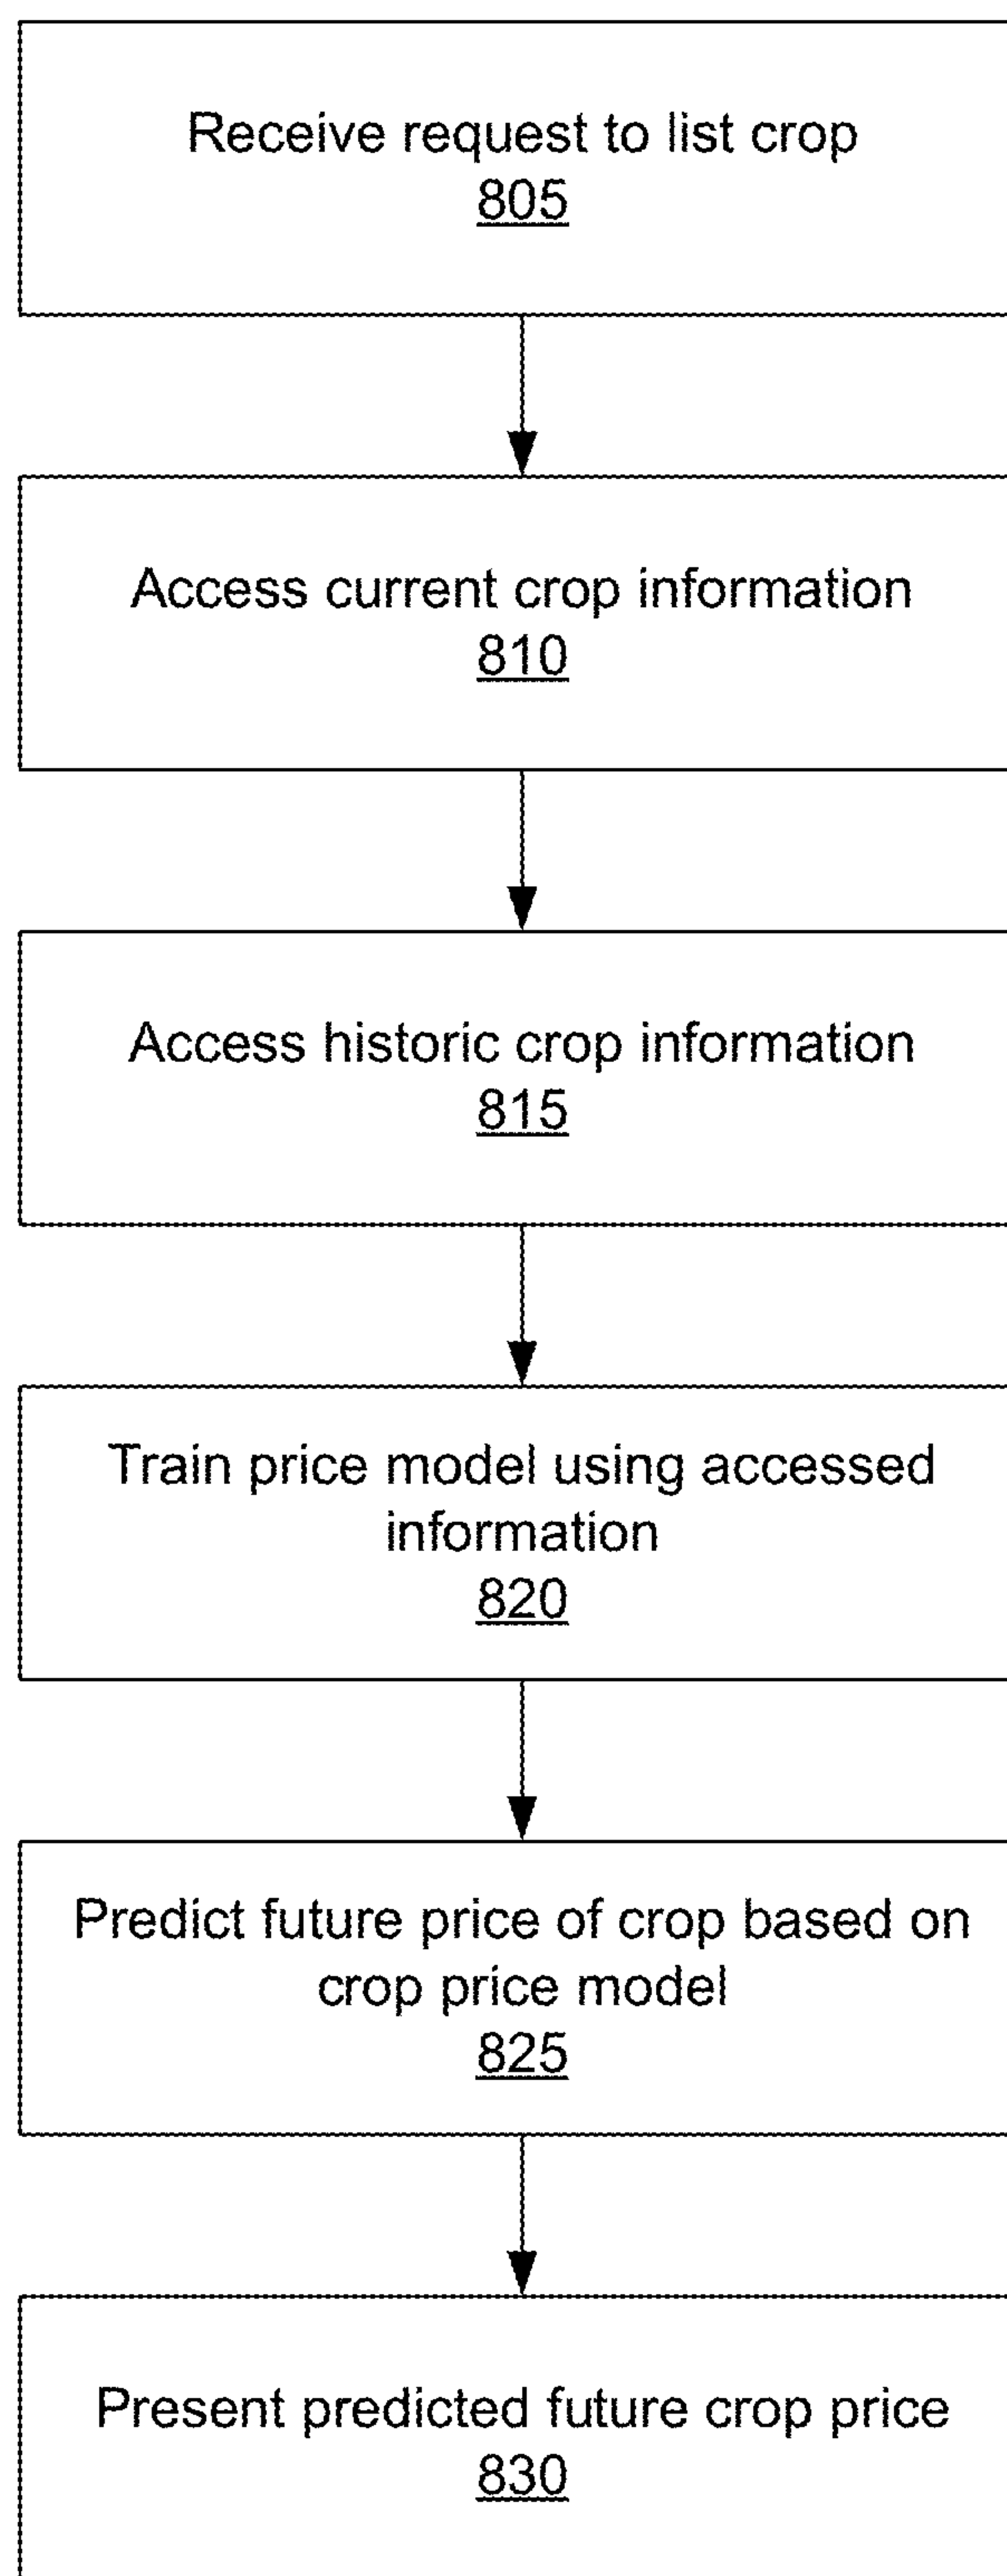 Receive request to list crop
805
Access current crop information
810
Access historic crop information
815
Train price model using accessed
information
820
Predict future price of crop based on
crop price model
825
Present predicted future crop price
830